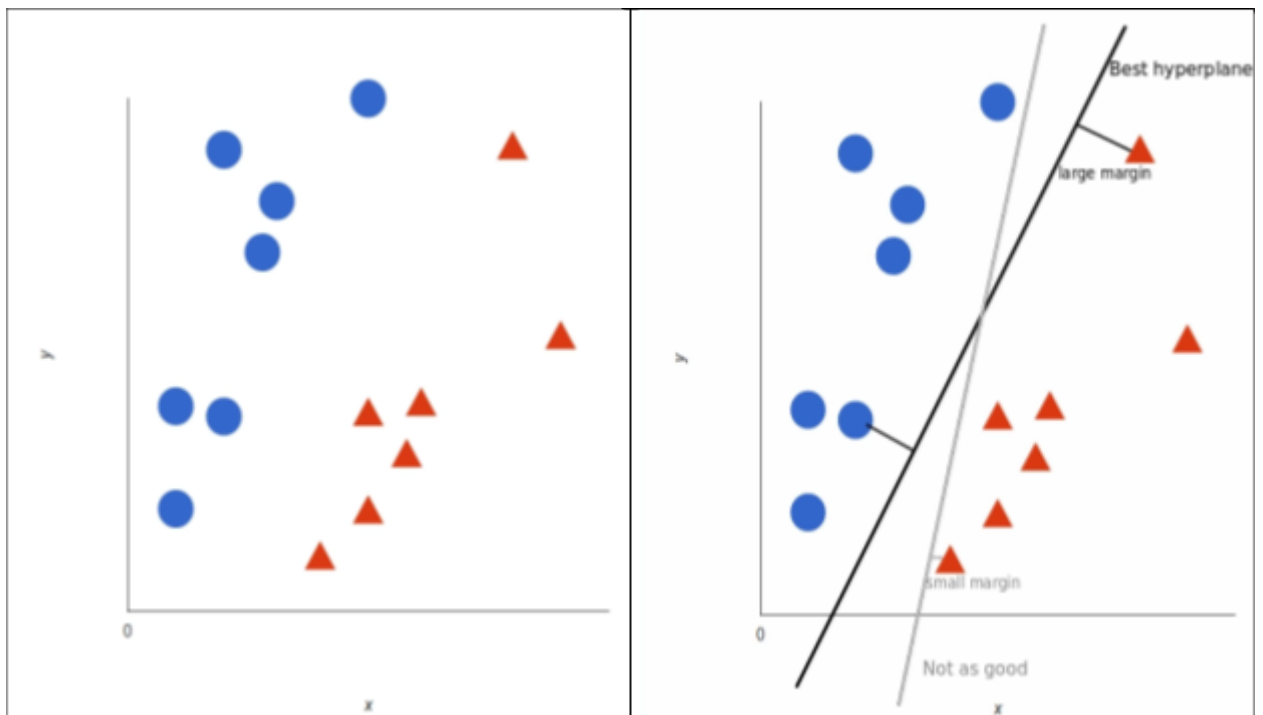 y
0
x
Best hyperplane
large margin
y
small margin
0
Not as good
x